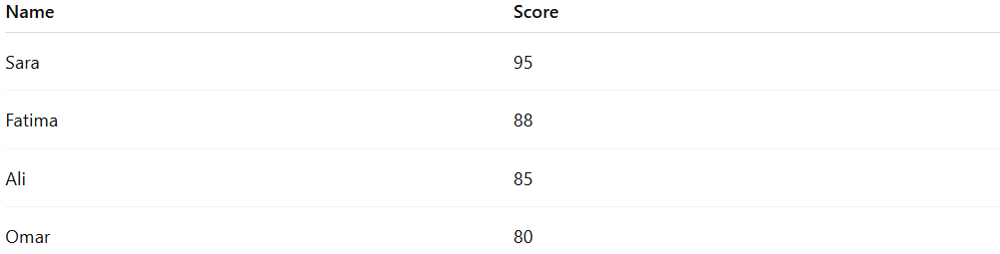 Name Score
Sara 95
Fatima 88
Ali 85
Omar 80